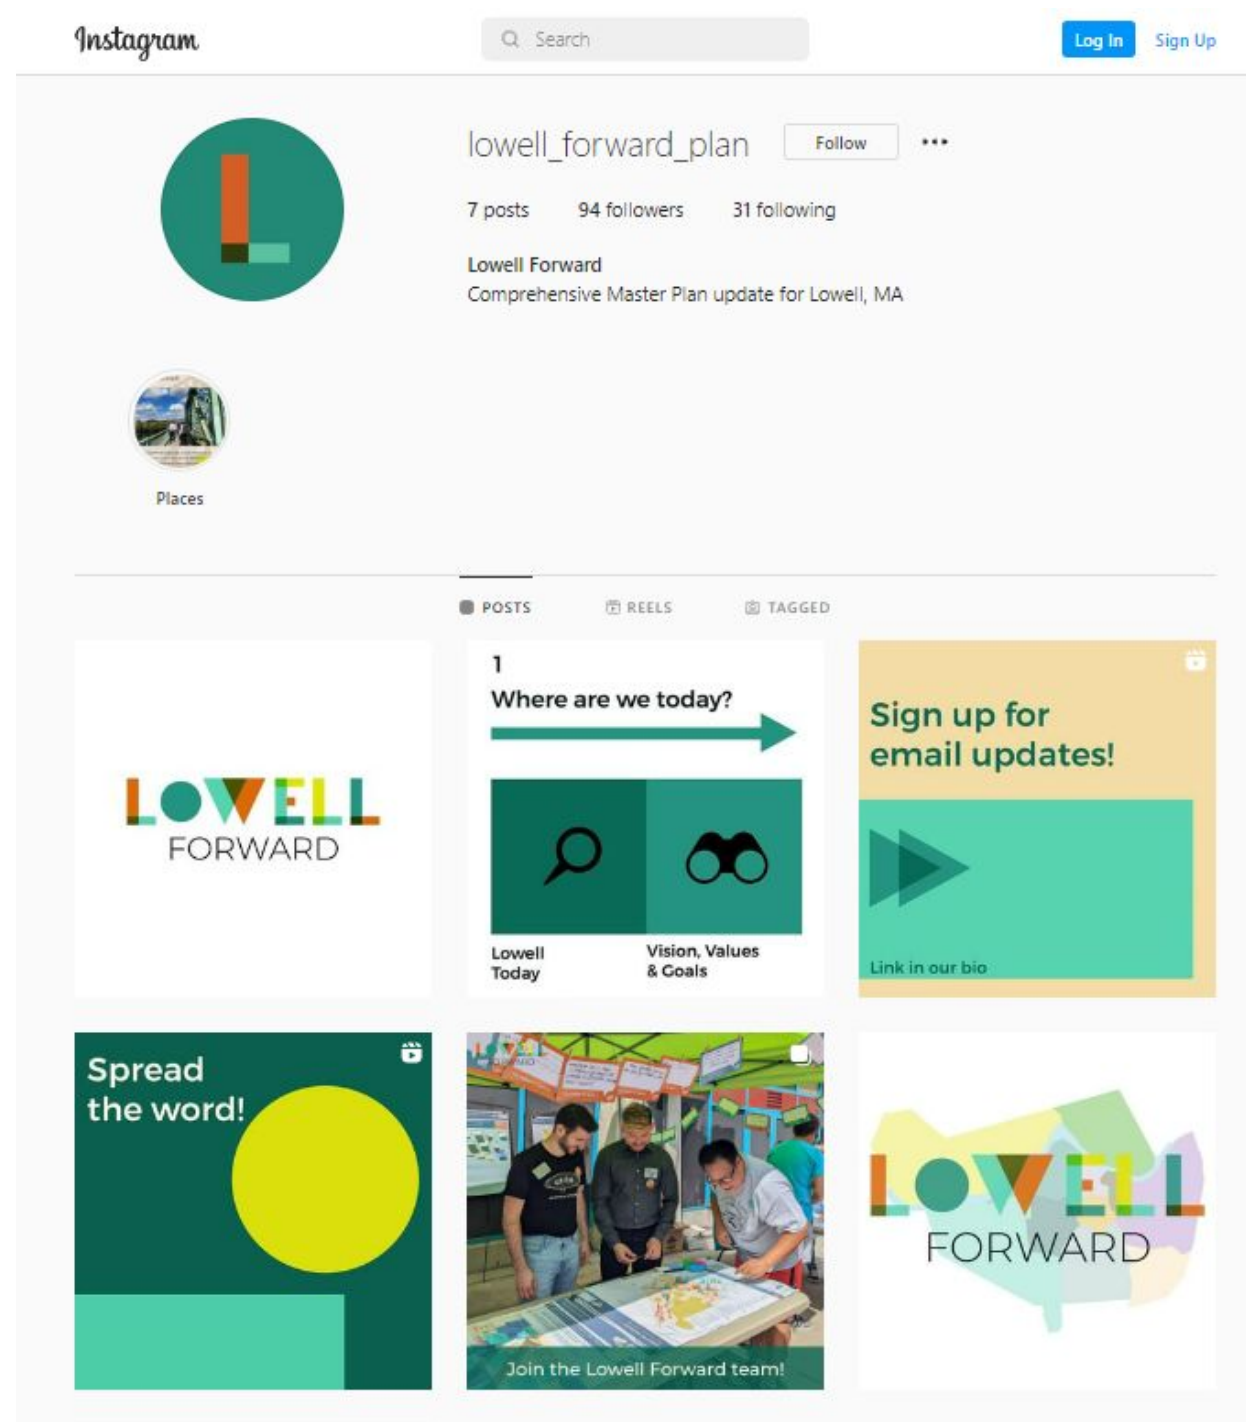 Instagram
Search
Log In
Sign Up
lowell_forward_plan
Follow
7 posts
94 followers
31 following
Lowell Forward
Comprehensive Master Plan update for Lowell, MA
Places
POSTS
REELS
TAGGED
LOWELL
FORWARD
1
Where are we today?
Lowell
Today
Vision, Values
& Goals
Sign up for
email updates!
Link in our bio
Spread
the word!
LOWELL
FORWARD
Join the Lowell Forward team!
LOWELL
FORWARD